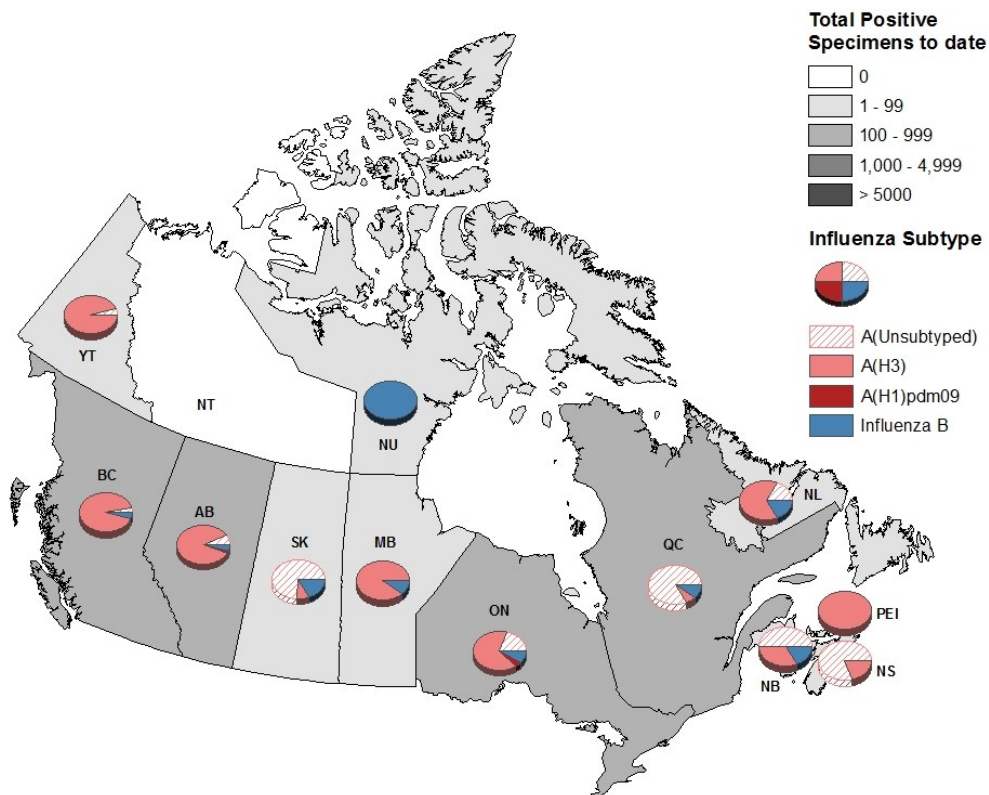 Total Positive
Specimens to date
0
1 - 99
100 - 999
1,000 - 4,999
> 5000
Influenza Subtype
A(Unsubtyped)
A(H3)
A(H1)pdm09
Influenza B
YT
NT
NU
BC
AB
SK
MB
ON
QC
NL
PEI
NB
NS